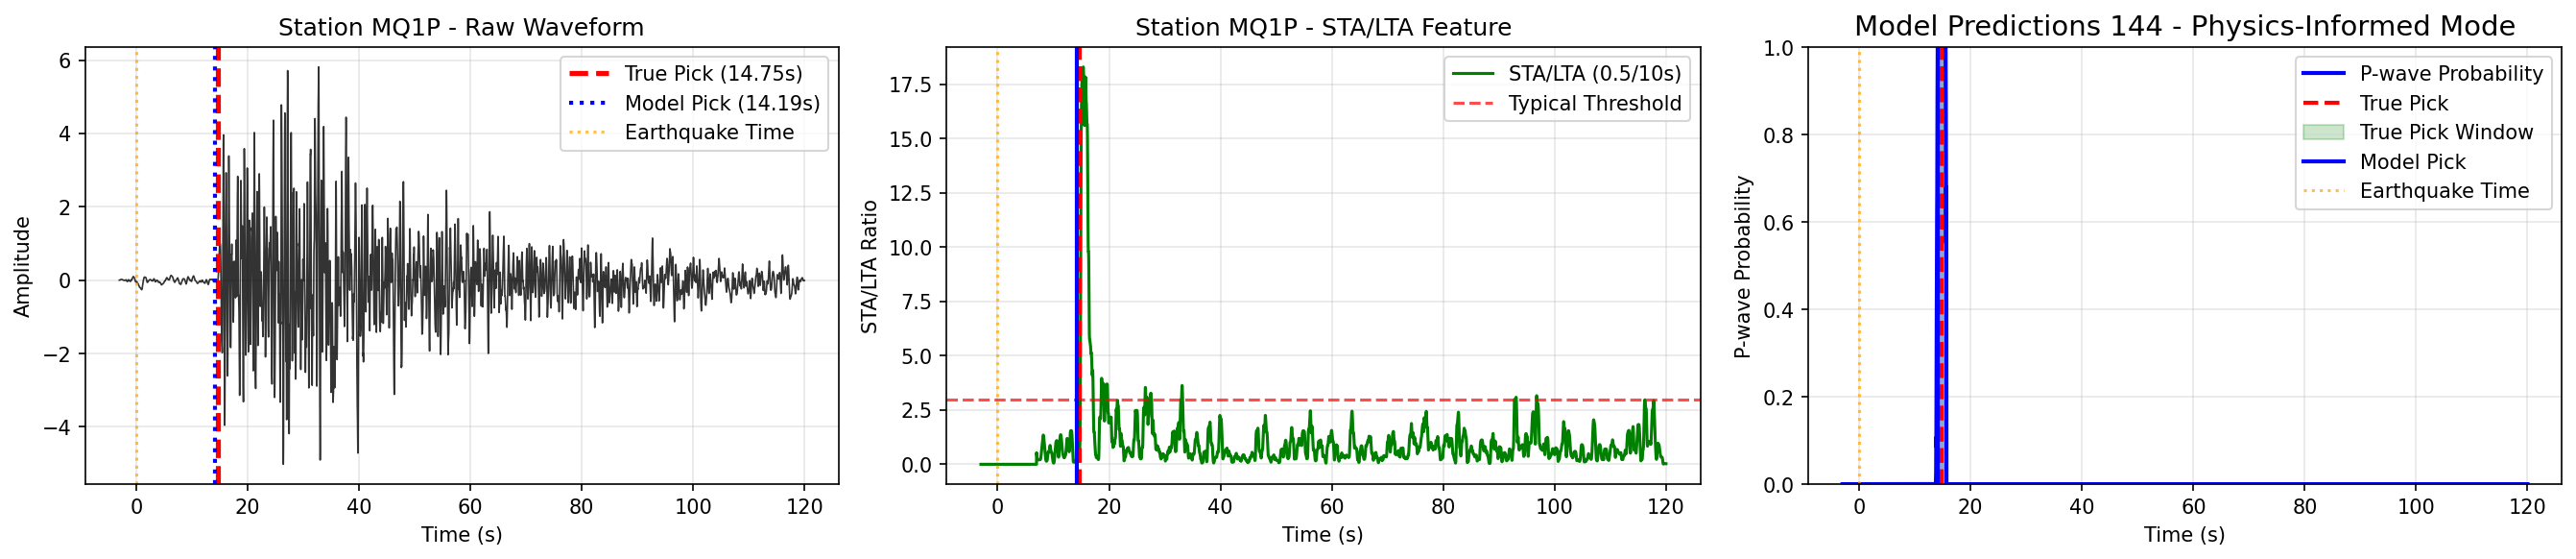 Station MQ1P - Raw Waveform
Amplitude
6
4
2
0
−2
−4
0
20
40
60
80
100
120
Time (s)
True Pick (14.75s)
Model Pick (14.19s)
Earthquake Time
Station MQ1P - STA/LTA Feature
STA/LTA Ratio
17.5
15.0
12.5
10.0
7.5
5.0
2.5
0.0
0
20
40
60
80
100
120
Time (s)
STA/LTA (0.5/10s)
Typical Threshold
Model Predictions 144 - Physics-Informed Mode
P-wave Probability
1.0
0.8
0.6
0.4
0.2
0.0
0
20
40
60
80
100
120
Time (s)
P-wave Probability
True Pick
True Pick Window
Model Pick
Earthquake Time